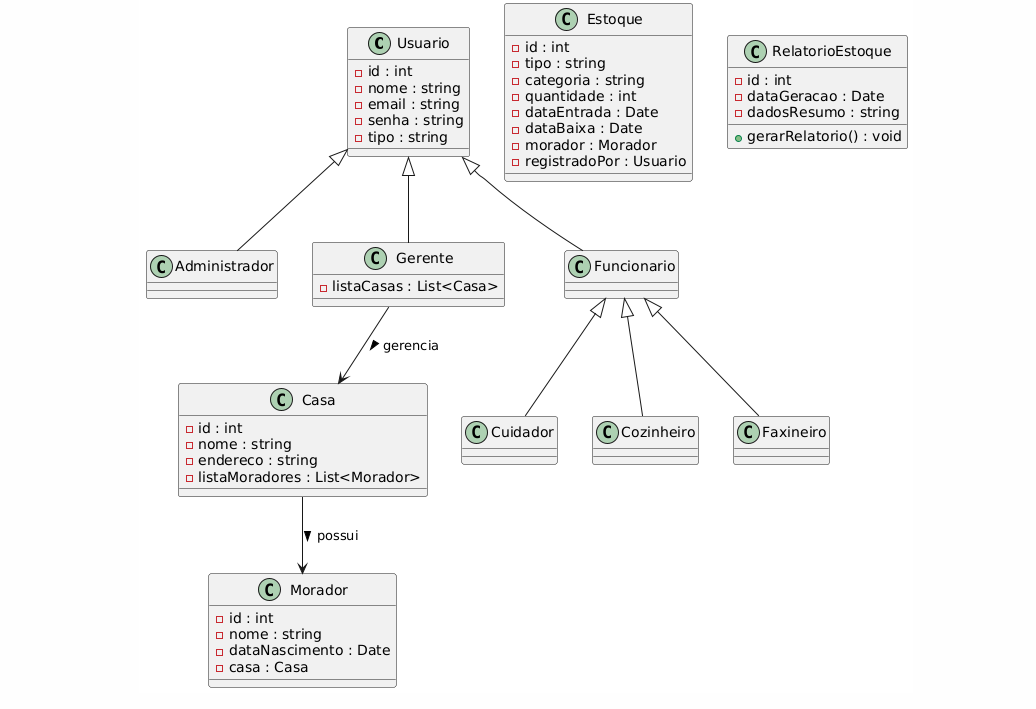 Usuario
id : int
nome : string
email : string
senha : string
tipo : string
Estoque
id : int
tipo : string
categoria : string
quantidade : int
dataEntrada : Date
dataBaixa : Date
morador : Morador
registradoPor : Usuario
RelatorioEstoque
id : int
dataGeracao : Date
dadosResumo : string
gerarRelatorio() : void
Administrador
Gerente
listaCasas : List<Casa>
Funcionario
gerencia
Casa
id : int
nome : string
endereco : string
listaMoradores : List<Morador>
Cuidador
Cozinheiro
Faxineiro
possui
Morador
id : int
nome : string
dataNascimento : Date
casa : Casa